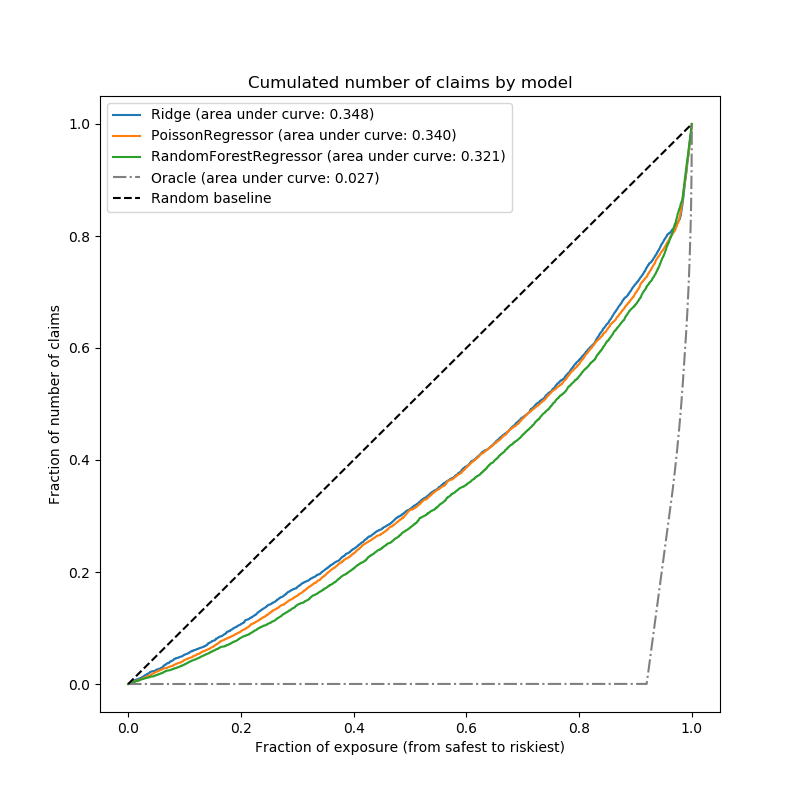 Cumulated number of claims by model
Ridge (area under curve: 0.348)
PoissonRegressor (area under curve: 0.340)
RandomForestRegressor (area under curve: 0.321)
Oracle (area under curve: 0.027)
Random baseline
1.0
0.8
0.6
0.4
0.2
0.0
Fraction of number of claims
0.0 0.2 0.4 0.6 0.8 1.0
Fraction of exposure (from safest to riskiest)